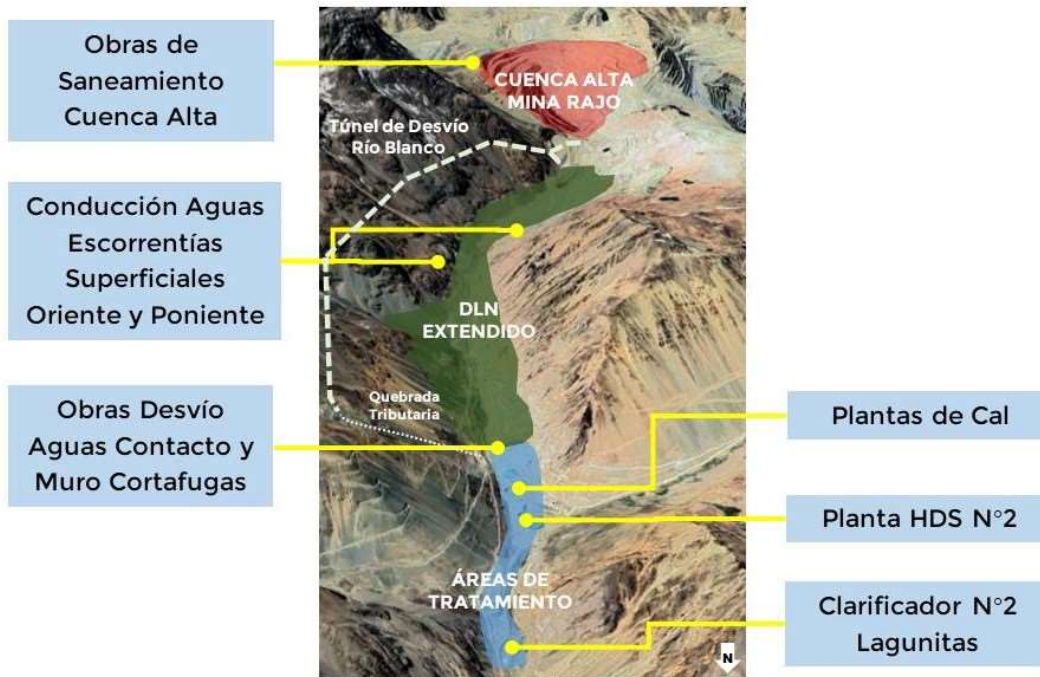 Obras de
Saneamiento
Cuenca Alta
CUENCA ALTA
MINA RAJO
Túnel de Desvío
Río Blanco
Conducción Aguas
Escorrentías
Superficiales
Oriente y Poniente
DLN
EXTENDIDO
Quebrada
Tributaria
Obras Desvío
Aguas Contacto y
Muro Cortafugas
Plantas de Cal
Planta HDS N°2
ÁREAS DE
TRATAMIENTO
Clarificador N°2
Lagunitas
N